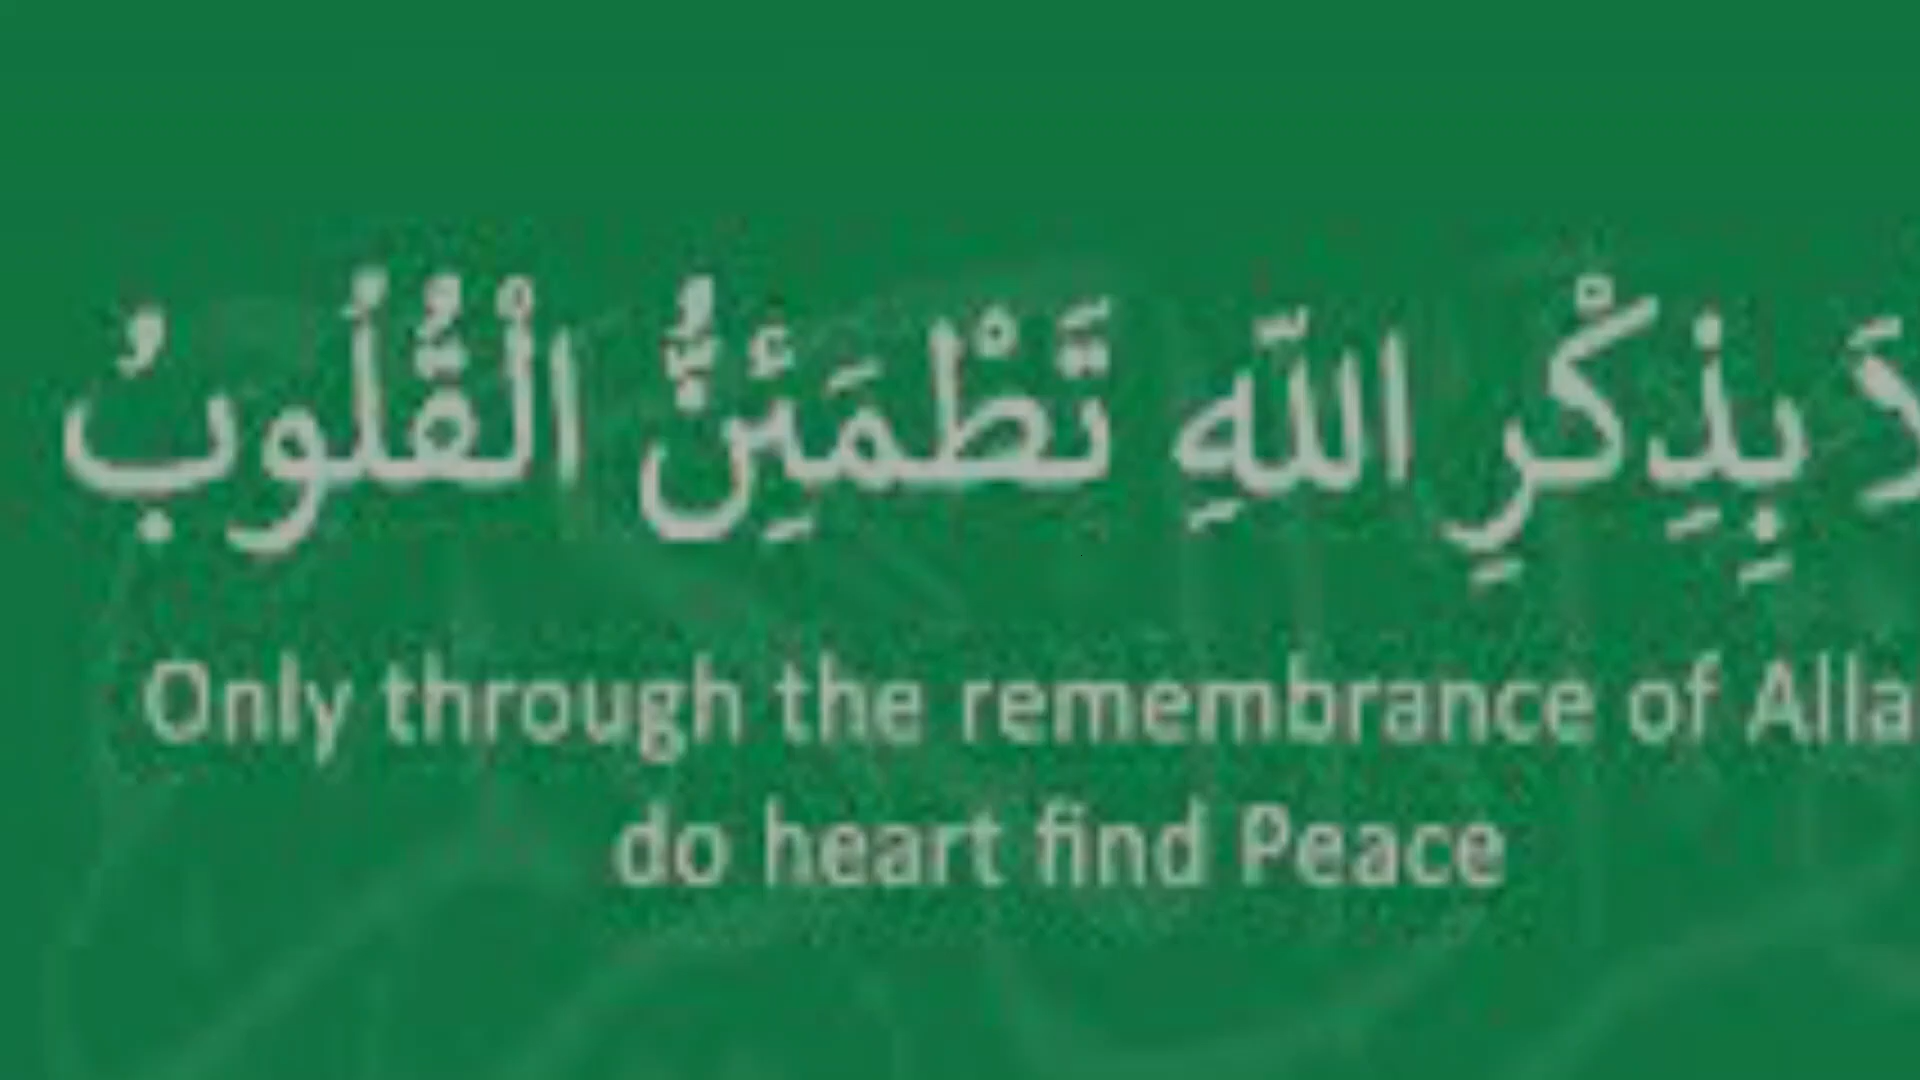 لَا بِذِكْرِ اللّهِ تَطْمَئِنُّ الْقُلُوبُ
Only through the remembrance of Alla
do heart find Peace